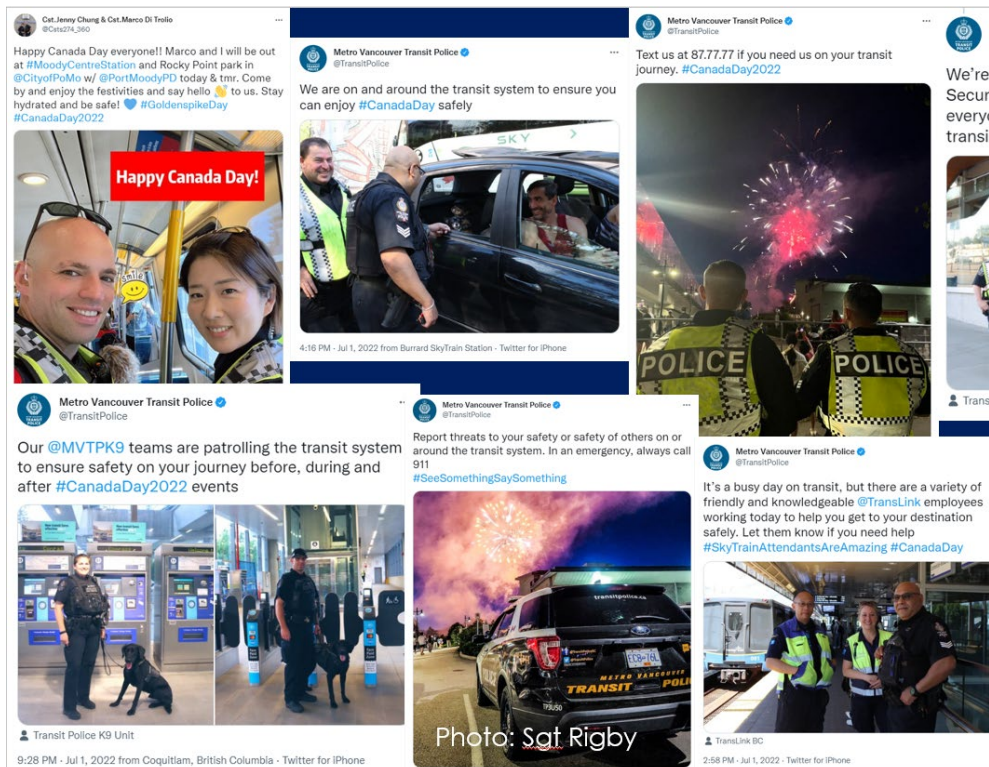 Cst.Jenny Chung & Cst.Marco Di Trolio
@Csts274_360
Happy Canada Day everyone!! Marco and I will be out
at #MoodyCentreStation and Rocky Point park in
@CityofPoMo w/ @PortMoodyPD today & tmr. Come
by and enjoy the festivities and say hello 👋 to us. Stay
hydrated and be safe! 💙 #GoldenspikeDay
#CanadaDay2022
Happy Canada Day!
smile
Metro Vancouver Transit Police
@TransitPolice
We are on and around the transit system to ensure you
can enjoy #CanadaDay safely
SKY
4:16 PM · Jul 1, 2022 from Burrard SkyTrain Station · Twitter for iPhone
Metro Vancouver Transit Police
@TransitPolice
Text us at 87.77.77 if you need us on your transit
journey. #CanadaDay2022
POLICE
POLICE
We're
Secur
everyo
transi
Trans
Metro Vancouver Transit Police
@TransitPolice
Our @MVTPK9 teams are patrolling the transit system
to ensure safety on your journey before, during and
after #CanadaDay2022 events
Transit Police K9 Unit
9:28 PM · Jul 1, 2022 from Coquitlam, British Columbia · Twitter for iPhone
Metro Vancouver Transit Police
@TransitPolice
Report threats to your safety or safety of others on or
around the transit system. In an emergency, always call
911
#SeeSomethingSaySomething
transitpolice.ca
METRO VANCOUVER
TRANSIT POLI
TP3U50
Photo: Sgt Rigby
Metro Vancouver Transit Police
@TransitPolice
It's a busy day on transit, but there are a variety of
friendly and knowledgeable @TransLink employees
working today to help you get to your destination
safely. Let them know if you need help
#SkyTrainAttendantsAreAmazing #CanadaDay
TransLink BC
2:58 PM · Jul 1, 2022 · Twitter for iPhone